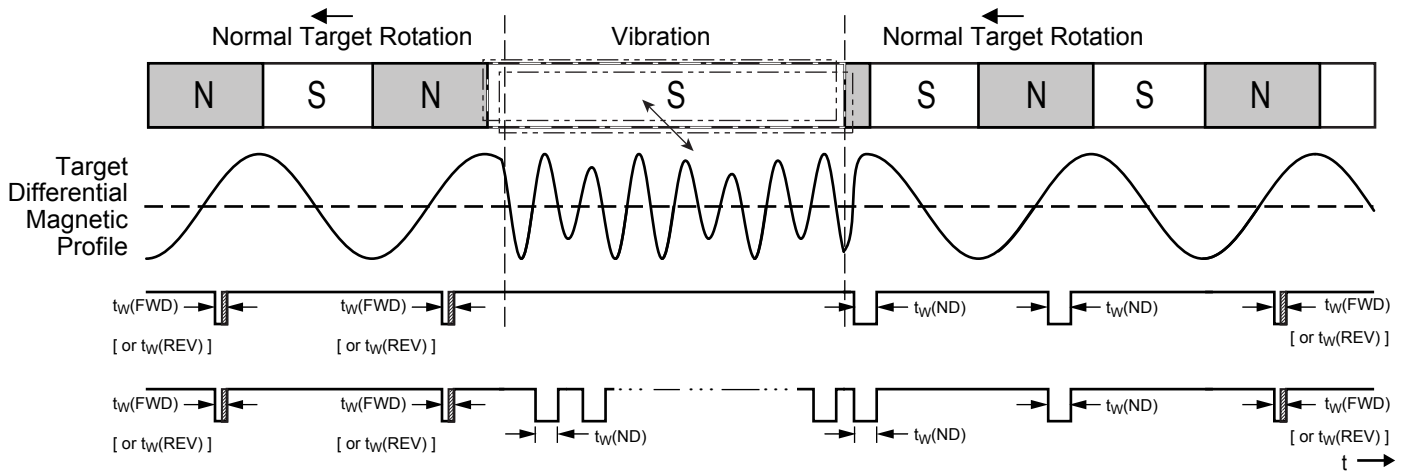 Normal Target Rotation
Vibration
Normal Target Rotation
N
S
N
S
S
N
S
N
Target
Differential
Magnetic
Profile
tW(FWD)
[ or tW(REV) ]
tW(FWD)
[ or tW(REV) ]
tW(ND)
tW(ND)
tW(FWD)
[ or tW(REV) ]
tW(FWD)
[ or tW(REV) ]
tW(FWD)
[ or tW(REV) ]
tW(ND)
tW(ND)
tW(ND)
tW(FWD)
[ or tW(REV) ]
t